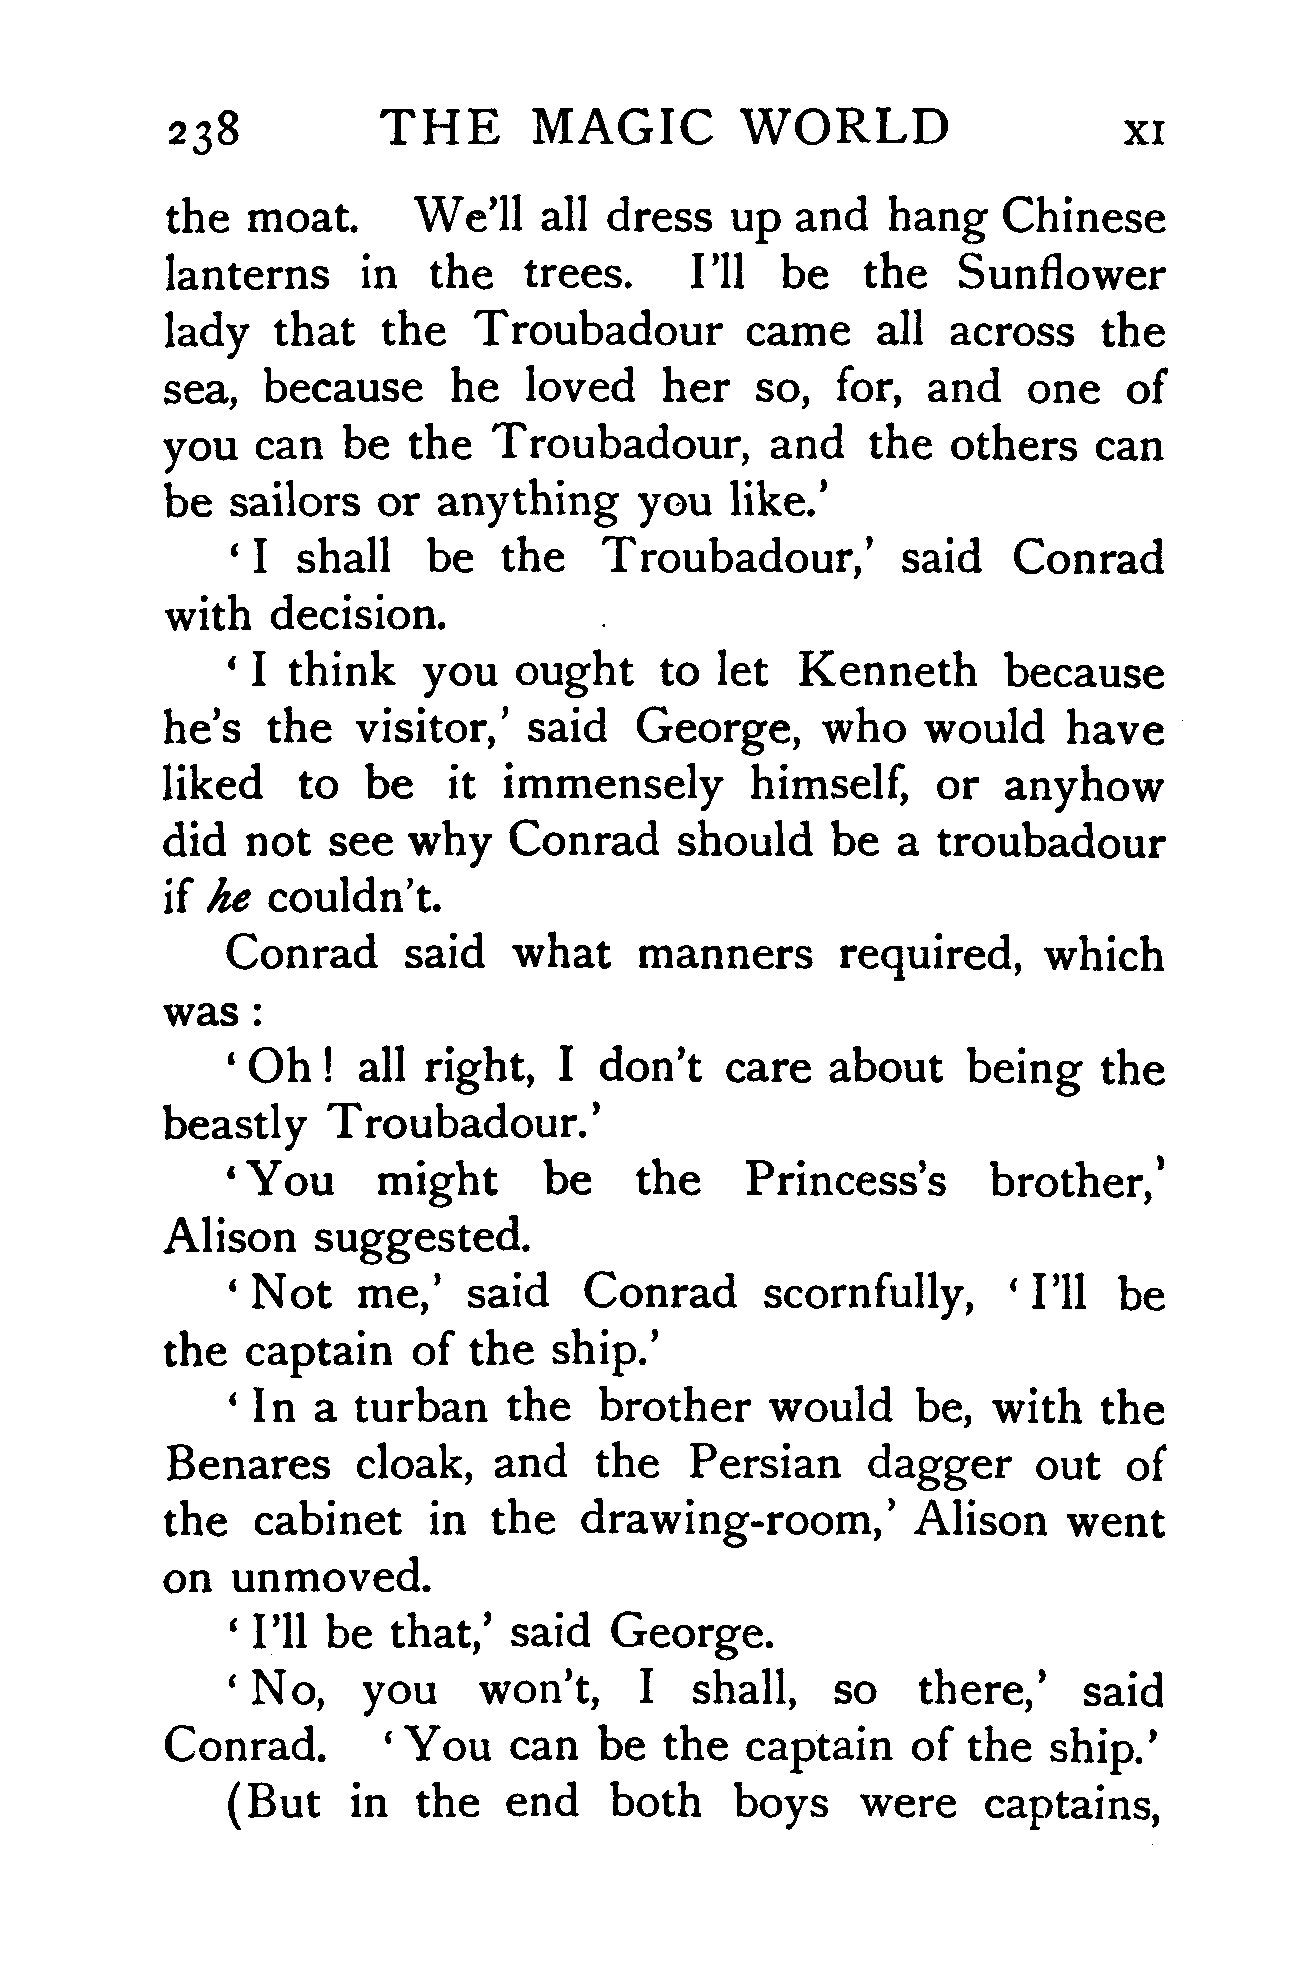 238 THE MAGIC WORLD XI
the moat. We'll all dress up and hang Chinese
lanterns in the trees. I'll be the Sunflower
lady that the Troubadour came all across the
sea, because he loved her so, for, and one of
you can be the Troubadour, and the others can
be sailors or anything you like.'
'I shall be the Troubadour,' said Conrad
with decision.
'I think you ought to let Kenneth because
he's the visitor,' said George, who would have
liked to be it immensely himself, or anyhow
did not see why Conrad should be a troubadour
if he couldn't.
Conrad said what manners required, which
was :
'Oh! all right, I don't care about being the
beastly Troubadour.'
'You might be the Princess's brother,'
Alison suggested.
'Not me,' said Conrad scornfully, 'I'll be
the captain of the ship.'
'In a turban the brother would be, with the
Benares cloak, and the Persian dagger out of
the cabinet in the drawing-room,' Alison went
on unmoved.
'I'll be that,' said George.
'No, you won't, I shall, so there,' said
Conrad. 'You can be the captain of the ship.'
(But in the end both boys were captains,